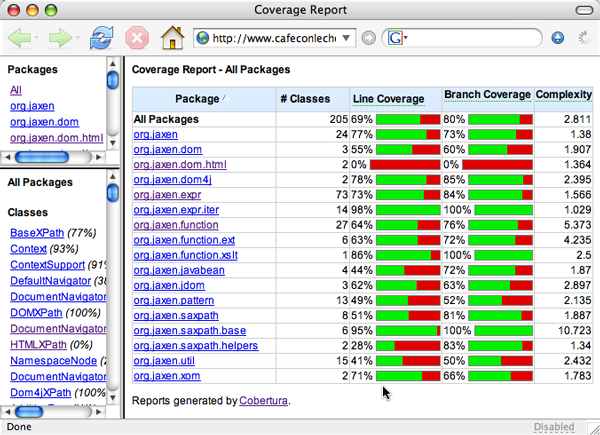 Coverage Report
http://www.cafeconleche
G
Packages
All
org.jaxen
org.jaxen.dom
org.jaxen.dom.html
All Packages
Classes
BaseXPath (77%)
Context (93%)
ContextSupport (91%
DefaultNavigator (38
DocumentNavigator
DOMXPath (100%)
DocumentNavigator
HTMLXPath (0%)
NamespaceNode (2
DocumentNavigator
Dom4jXPath (100%
Coverage Report - All Packages
Package # Classes Line Coverage Branch Coverage Complexity
All Packages 205 69% 80% 2.811
org.jaxen 24 77% 73% 1.38
org.jaxen.dom 3 55% 60% 1.907
org.jaxen.dom.html 2 0% 0% 1.364
org.jaxen.dom4j 2 78% 85% 2.395
org.jaxen.expr 73 73% 84% 1.566
org.jaxen.expr.iter 14 98% 100% 1.029
org.jaxen.function 27 64% 76% 5.373
org.jaxen.function.ext 6 63% 72% 4.235
org.jaxen.function.xslt 1 86% 100% 2.5
org.jaxen.javabean 4 44% 72% 1.87
org.jaxen.jdom 3 62% 63% 2.897
org.jaxen.pattern 13 49% 52% 2.135
org.jaxen.saxpath 8 51% 81% 1.887
org.jaxen.saxpath.base 6 95% 100% 10.723
org.jaxen.saxpath.helpers 2 28% 83% 1.34
org.jaxen.util 15 41% 50% 2.432
org.jaxen.xom 2 71% 66% 1.783
Reports generated by Cobertura.
Done
Disabled